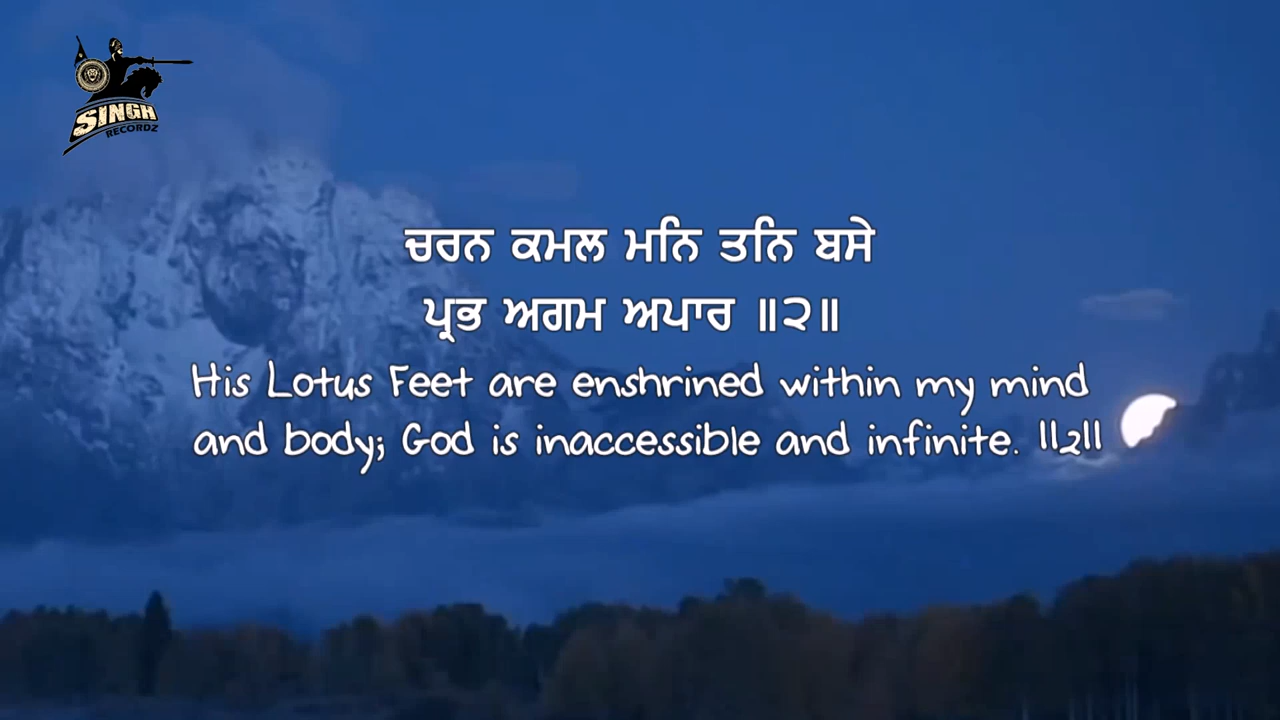 SINGH
RECORDZ
ਚਰਨ ਕਮਲ ਮਨਿ ਤਨਿ ਬਸੇ
ਪ੍ਰਭ ਅਗਮ ਅਪਾਰ ॥੨॥
His Lotus Feet are enshrined within my mind
and body; God is inaccessible and infinite. ||2||